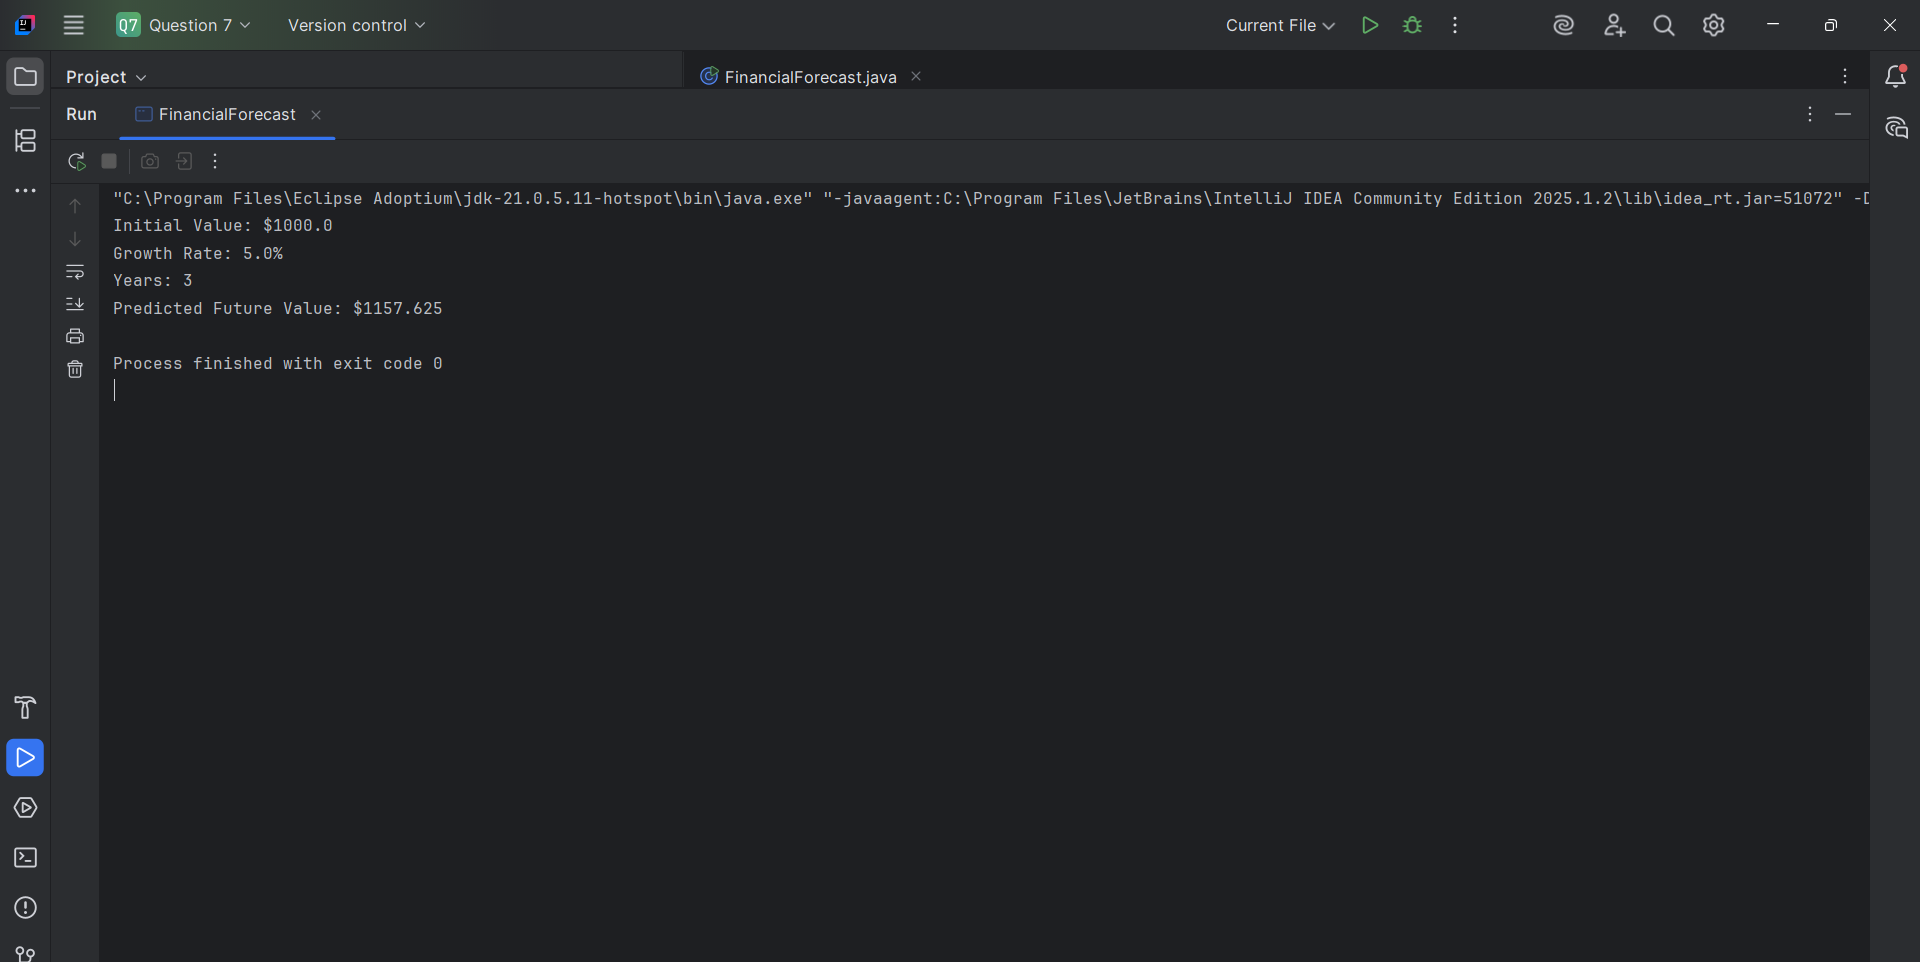 Q7 Question 7 Version control Current File
Project FinancialForecast.java
Run FinancialForecast
"C:\Program Files\Eclipse Adoptium\jdk-21.0.5.11-hotspot\bin\java.exe" "-javaagent:C:\Program Files\JetBrains\IntelliJ IDEA Community Edition 2025.1.2\lib\idea_rt.jar=51072" -D
Initial Value: $1000.0
Growth Rate: 5.0%
Years: 3
Predicted Future Value: $1157.625
Process finished with exit code 0